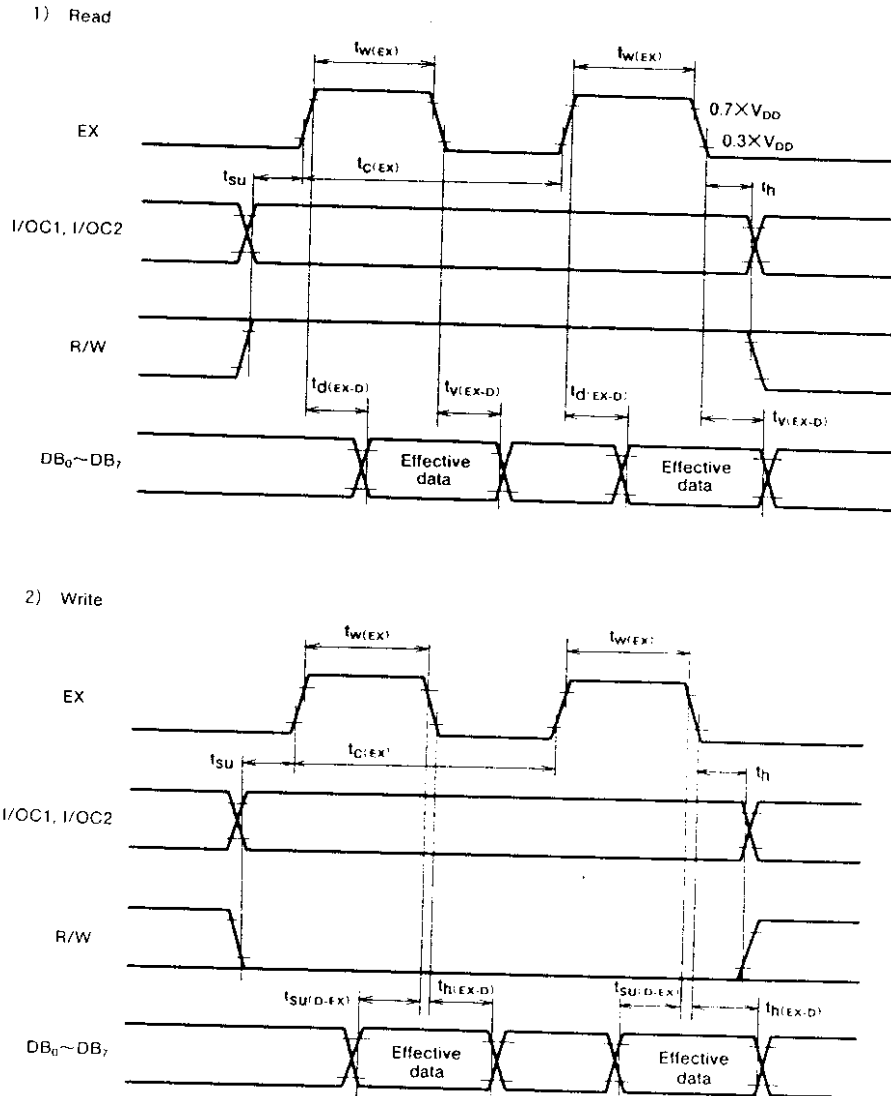 1) Read
tw(EX) tw(EX)
EX
0.7×VDD
0.3×VDD
tsu tC(EX) th
I/OC1, I/OC2
R/W
td(EX-D) tv(EX-D) td(EX-D) tv(EX-D)
DB0~DB7
Effective data
Effective data
2) Write
tw(EX) tw(EX)
EX
tsu tC(EX) th
I/OC1, I/OC2
R/W
tsu(D-EX) th(EX-D) tsu(D-EX) th(EX-D)
DB0~DB7
Effective data
Effective data